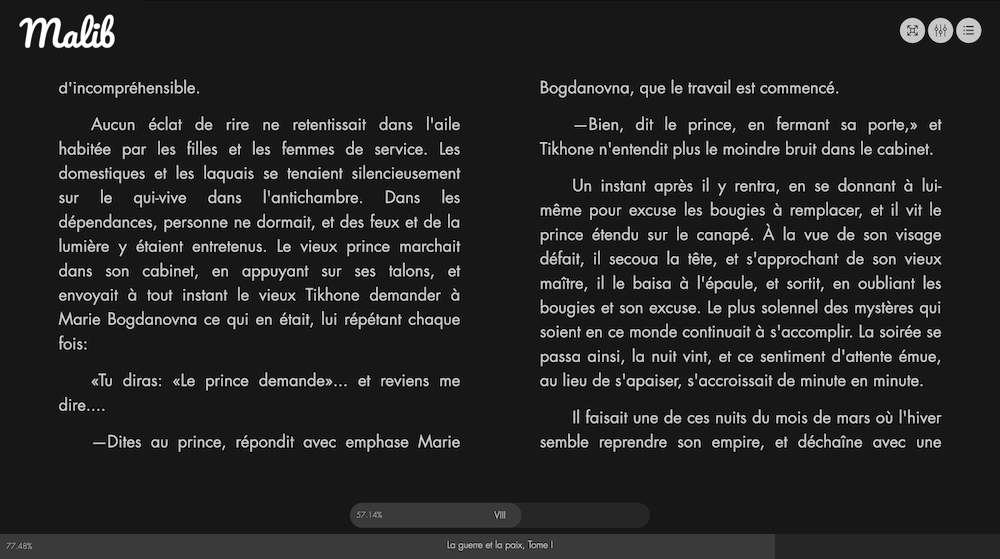 Malib
d'incompréhensible.
Aucun éclat de rire ne retentissait dans l'aile
habitée par les filles et les femmes de service. Les
domestiques et les laquais se tenaient silencieusement
sur le qui-vive dans l'antichambre. Dans les
dépendances, personne ne dormait, et des feux et de la
lumière y étaient entretenus. Le vieux prince marchait
dans son cabinet, en appuyant sur ses talons, et
envoyait à tout instant le vieux Tikhone demander à
Marie Bogdanovna ce qui en était, lui répétant chaque
fois:
«Tu diras: «Le prince demande»... et reviens me
dire....
—Dites au prince, répondit avec emphase Marie
Bogdanovna, que le travail est commencé.
—Bien, dit le prince, en fermant sa porte,» et
Tikhone n'entendit plus le moindre bruit dans le cabinet.
Un instant après il y rentra, en se donnant à lui-
même pour excuse les bougies à remplacer, et il vit le
prince étendu sur le canapé. À la vue de son visage
défait, il secoua la tête, et s'approchant de son vieux
maître, il le baisa à l'épaule, et sortit, en oubliant les
bougies et son excuse. Le plus solennel des mystères qui
soient en ce monde continuait à s'accomplir. La soirée se
passa ainsi, la nuit vint, et ce sentiment d'attente émue,
au lieu de s'apaiser, s'accroissait de minute en minute.
Il faisait une de ces nuits du mois de mars où l'hiver
semble reprendre son empire, et déchaîne avec une
57.14% VIII
77.48% La guerre et la paix, Tome I